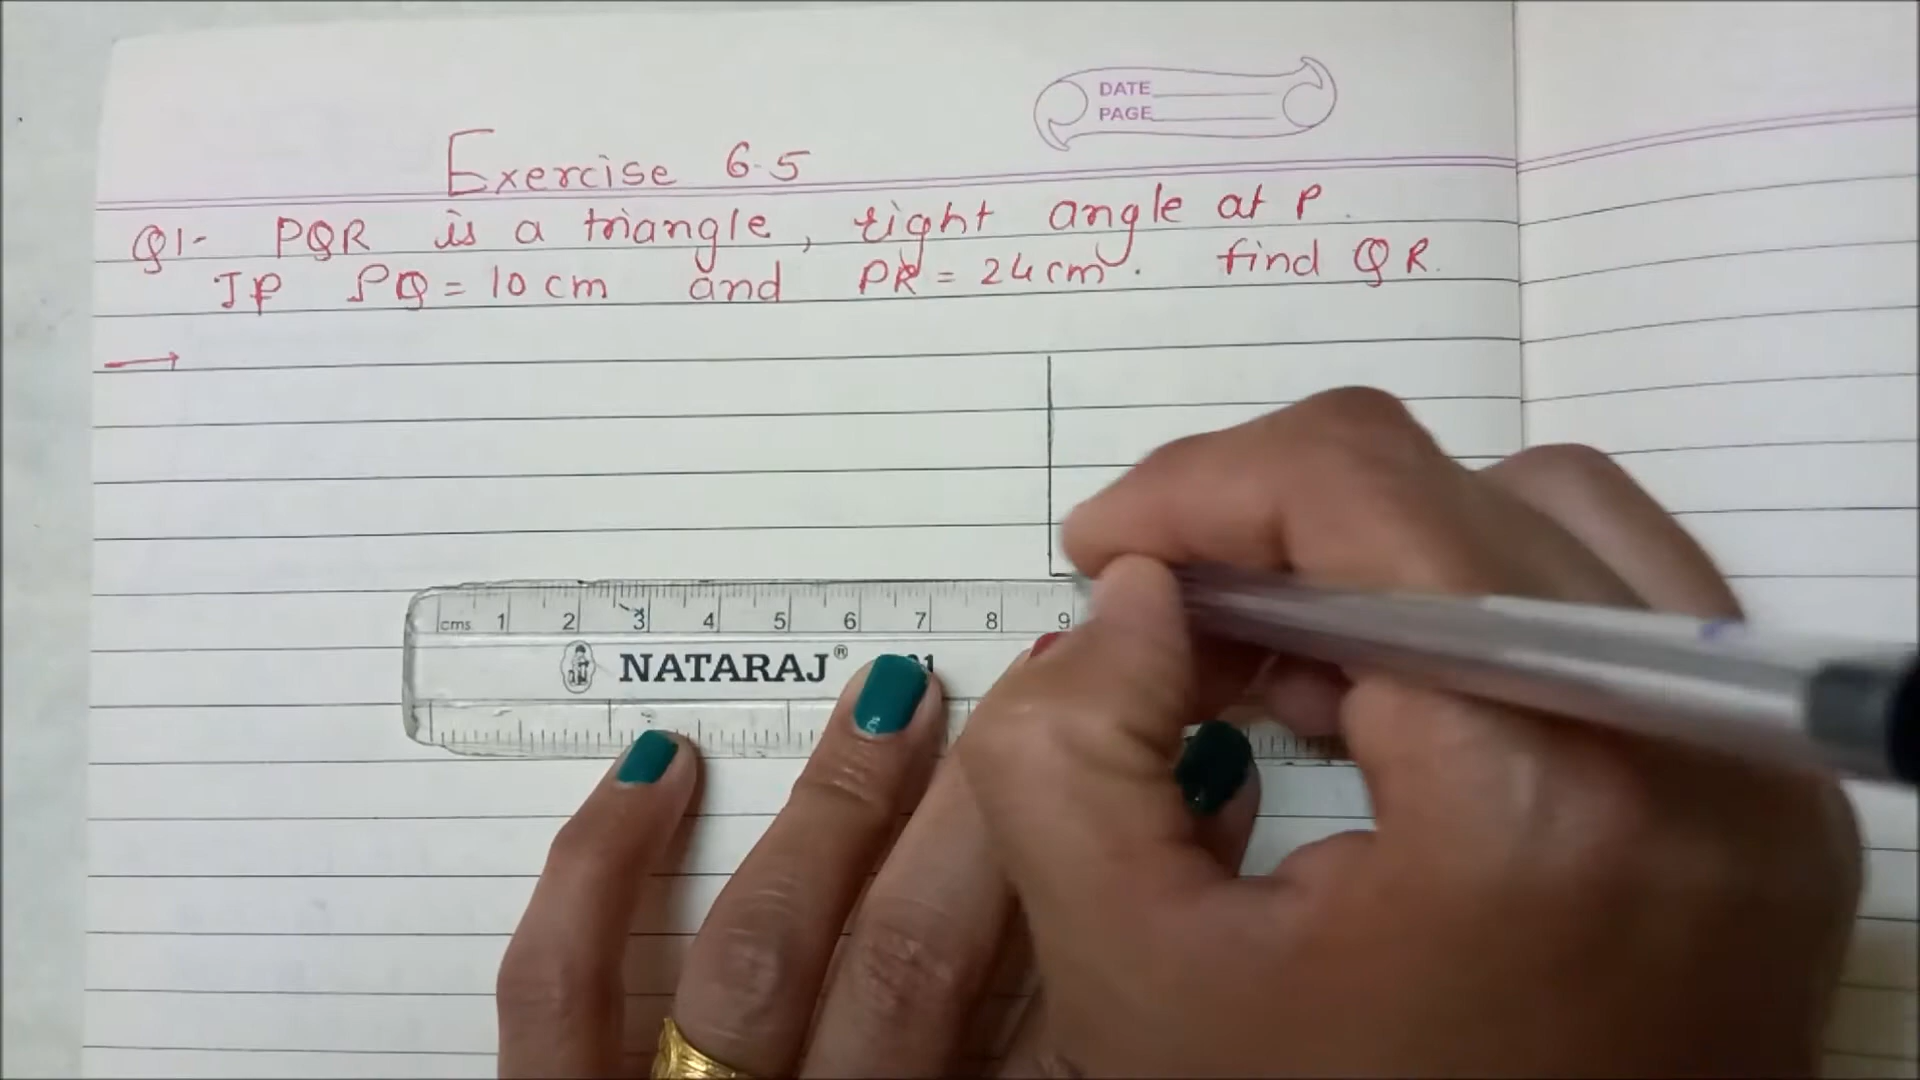 DATE
PAGE
Exercise 6.5
Q1- PQR is a triangle, right angle at P.
If PQ = 10 cm and PR = 24 cm. find QR.
cms 1 2 3 4 5 6 7 8 9
NATARAJ®